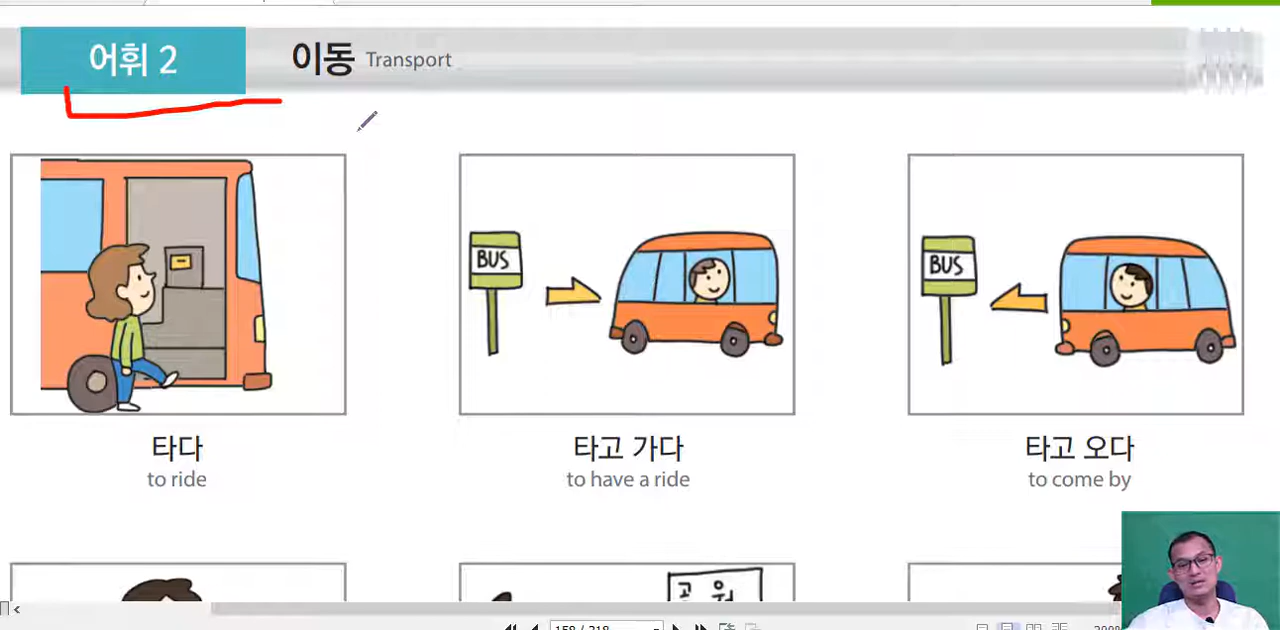 어휘 2 이동 Transport
BUS
BUS
타다
to ride
타고 가다
to have a ride
타고 오다
to come by